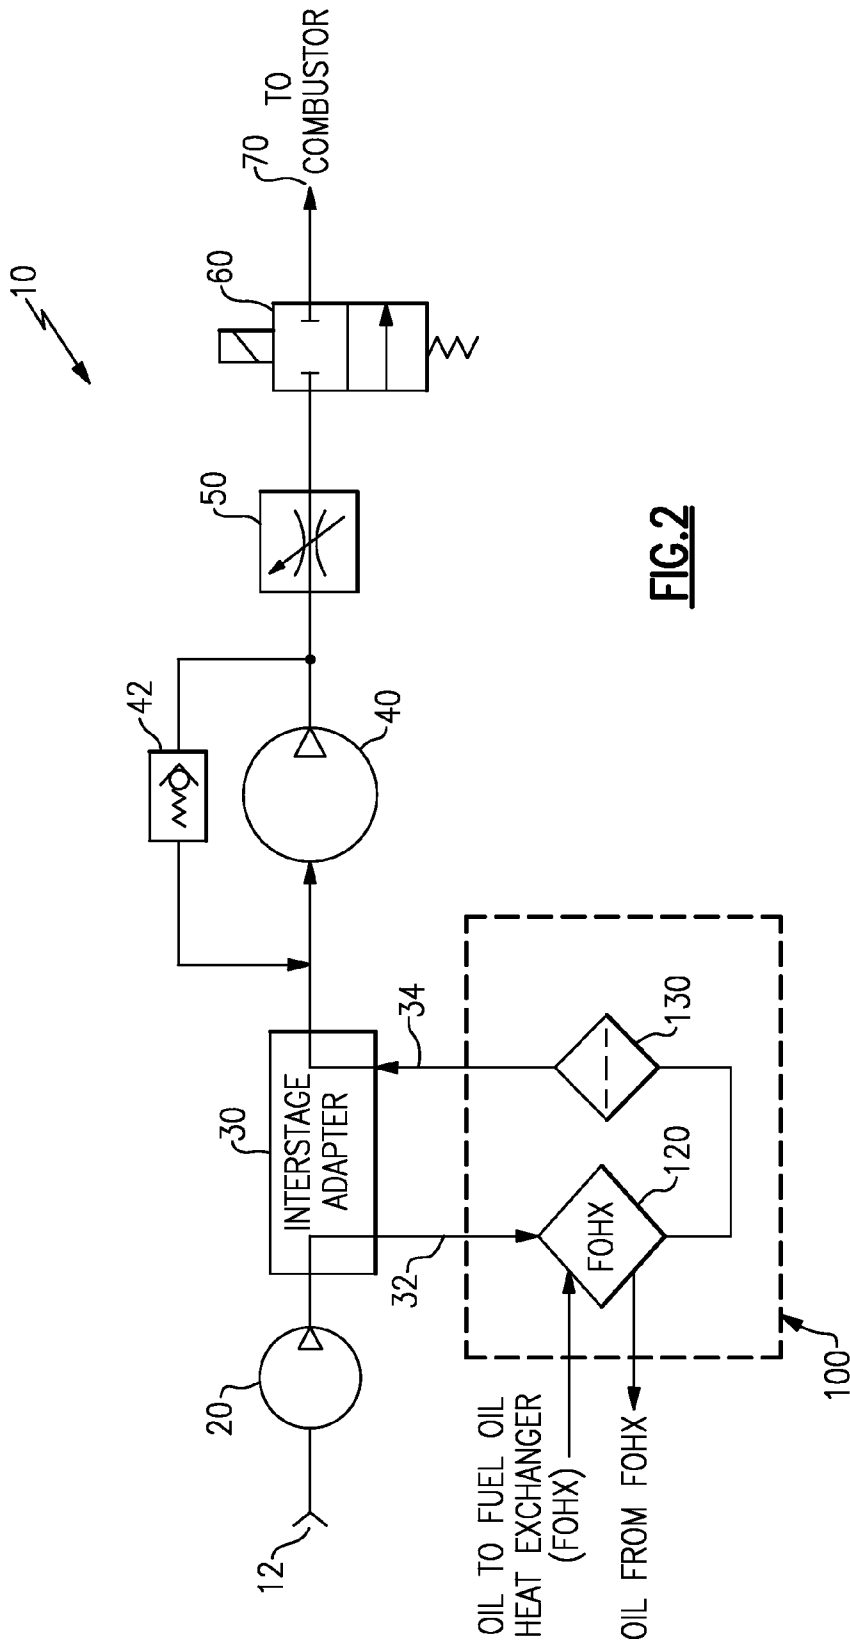 10
70
TO
COMBUSTOR
60
50
42
40
30
INTERSTAGE
ADAPTER
34
32
20
12
130
120
FOHX
100
OIL TO FUEL OIL
HEAT EXCHANGER
(FOHX)
OIL FROM FOHX
FIG.2